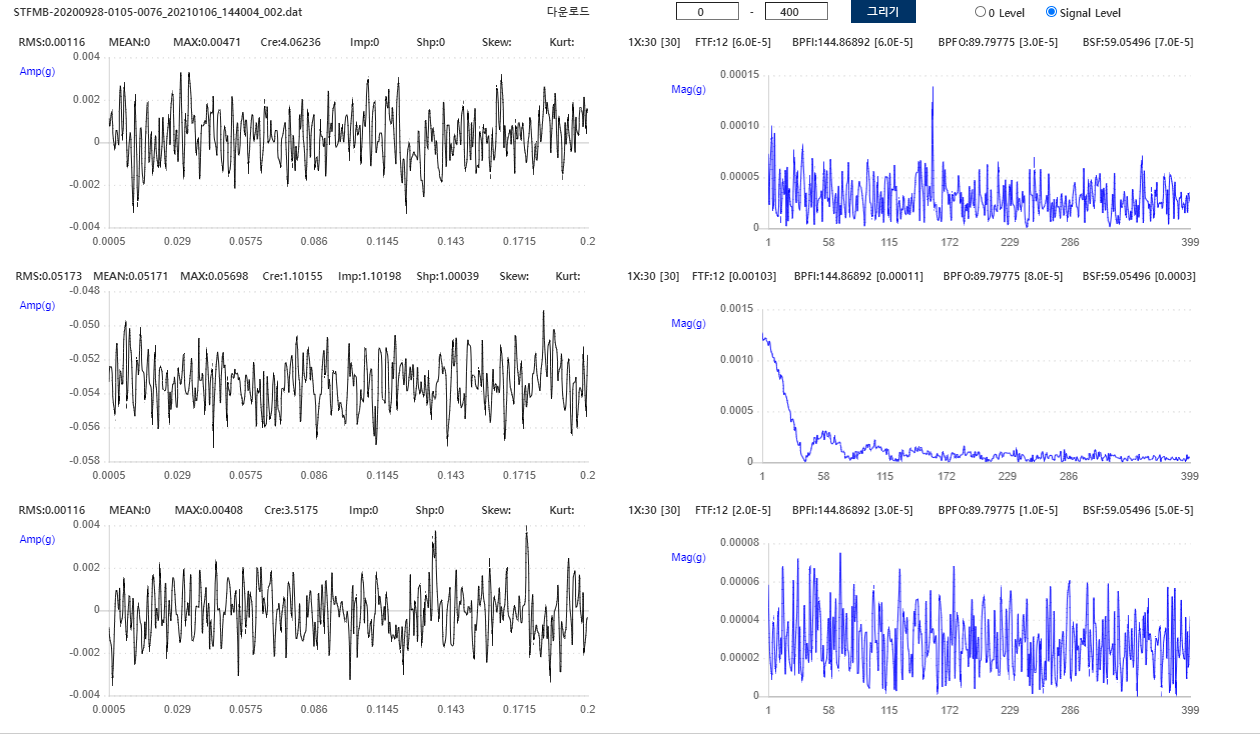 STFMB-20200928-0105-0076_20210106_144004_002.dat 다운로드 0 - 400 그리기 0 Level Signal Level
RMS:0.00116 MEAN:0 MAX:0.00471 Cre:4.06236 Imp:0 Shp:0 Skew: Kurt:
Amp(g)
0.004
0.002
0
-0.002
-0.004
0.0005 0.029 0.0575 0.086 0.1145 0.143 0.1715 0.2
1X:30 [30] FTF:12 [6.0E-5] BPFI:144.86892 [6.0E-5] BPFO:89.79775 [3.0E-5] BSF:59.05496 [7.0E-5]
Mag(g)
0.00015
0.00010
0.00005
0
1 58 115 172 229 286 399
RMS:0.05173 MEAN:0.05171 MAX:0.05698 Cre:1.10155 Imp:1.10198 Shp:1.00039 Skew: Kurt:
Amp(g)
-0.048
-0.050
-0.052
-0.054
-0.056
-0.058
0.0005 0.029 0.0575 0.086 0.1145 0.143 0.1715 0.2
1X:30 [30] FTF:12 [0.00103] BPFI:144.86892 [0.00011] BPFO:89.79775 [8.0E-5] BSF:59.05496 [0.0003]
Mag(g)
0.0015
0.0010
0.0005
0
1 58 115 172 229 286 399
RMS:0.00116 MEAN:0 MAX:0.00408 Cre:3.5175 Imp:0 Shp:0 Skew: Kurt:
Amp(g)
0.004
0.002
0
-0.002
-0.004
0.0005 0.029 0.0575 0.086 0.1145 0.143 0.1715 0.2
1X:30 [30] FTF:12 [2.0E-5] BPFI:144.86892 [3.0E-5] BPFO:89.79775 [1.0E-5] BSF:59.05496 [5.0E-5]
Mag(g)
0.00008
0.00006
0.00004
0.00002
0
1 58 115 172 229 286 399